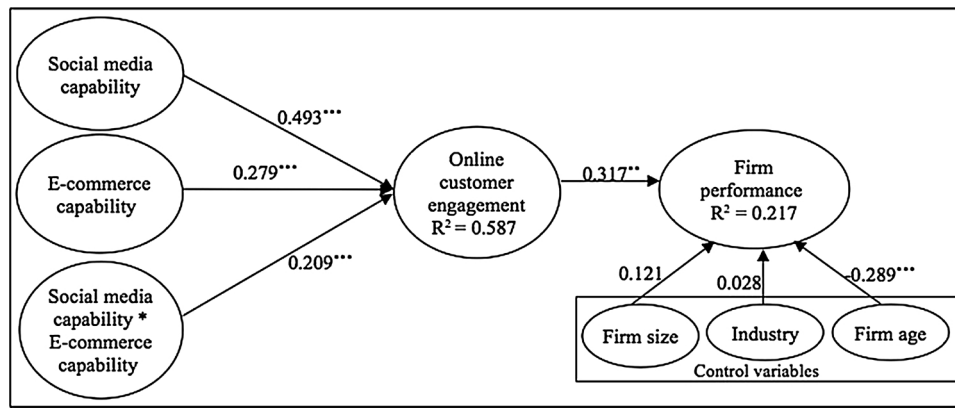 Social media
capability
0.493***
E-commerce
capability
0.279***
Social media
capability *
E-commerce
capability
0.209***
Online
customer
engagement
R² = 0.587
0.317**
Firm
performance
R² = 0.217
0.121
0.028
-0.289***
Firm size
Industry
Firm age
Control variables